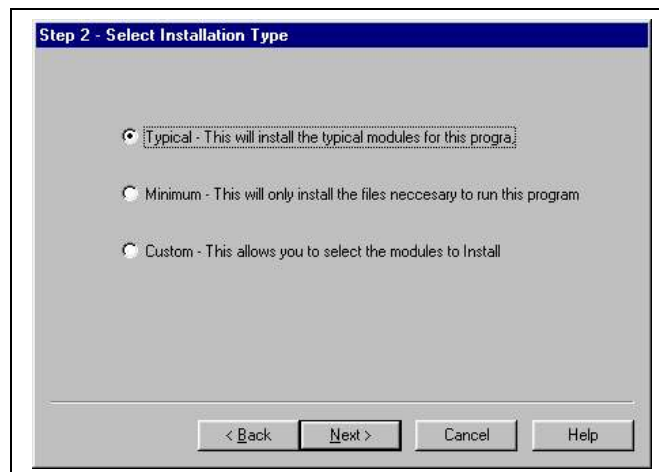 Step 2 - Select Installation Type
Typical - This will install the typical modules for this progra,
Minimum - This will only install the files neccesary to run this program
Custom - This allows you to select the modules to Install
< Back
Next >
Cancel
Help